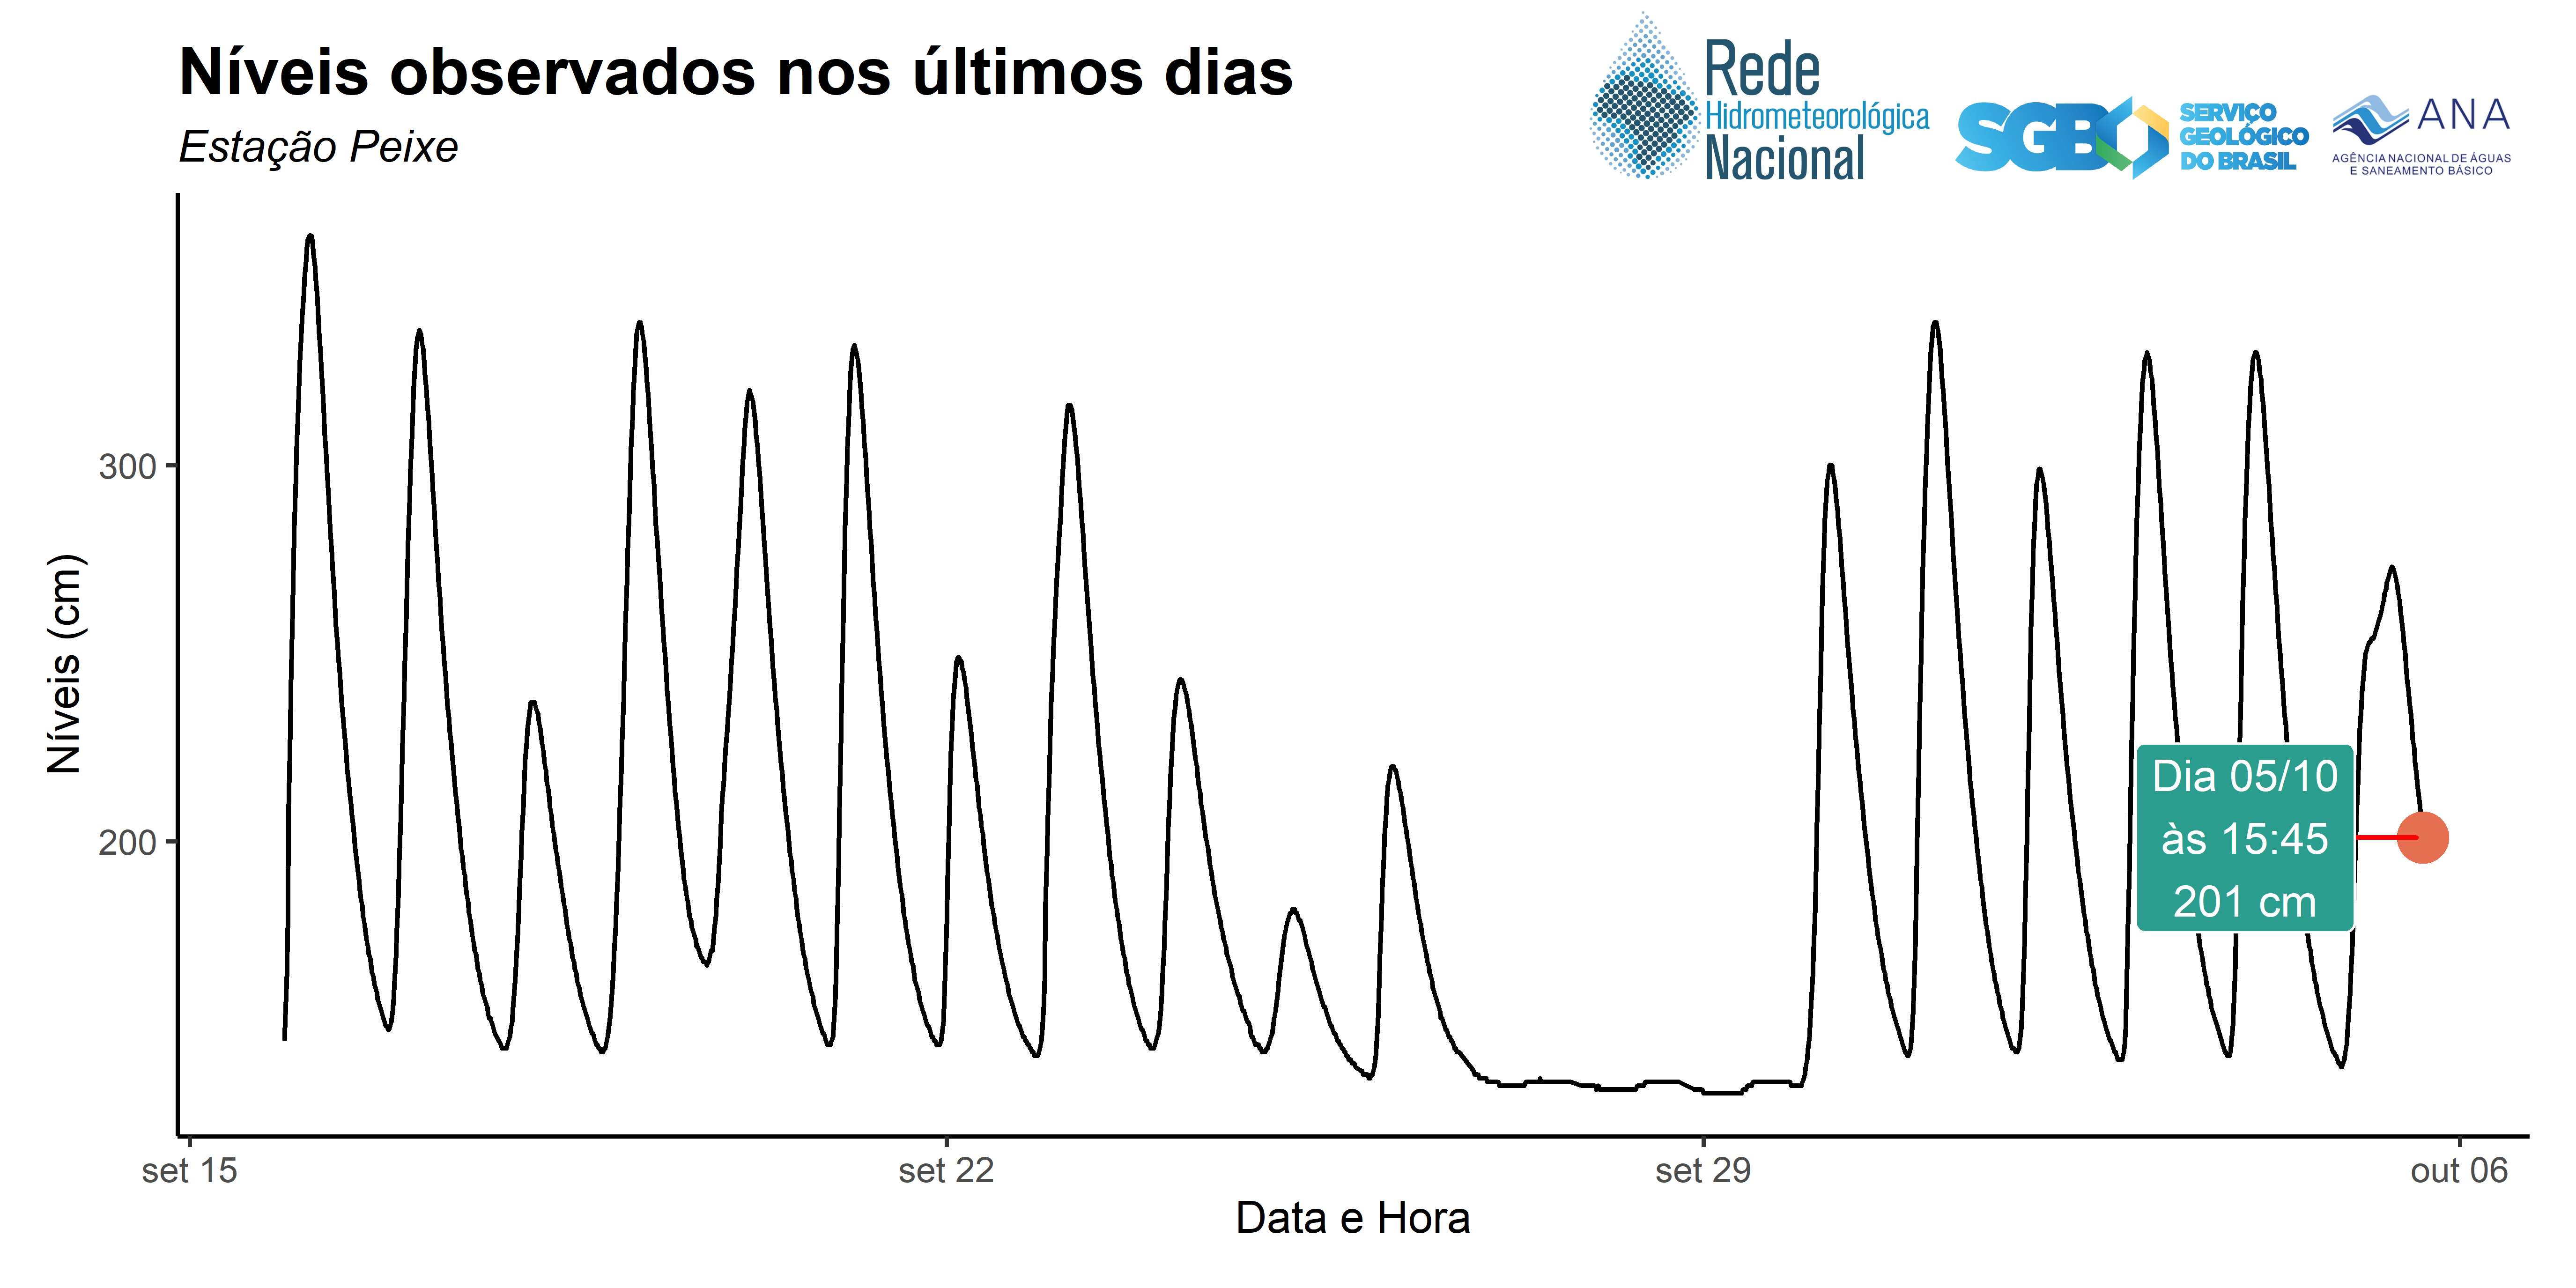 Níveis observados nos últimos dias
Estação Peixe
Rede
Hidrometeorológica
Nacional
SGB
SERVIÇO
GEOLÓGICO
DO BRASIL
ANA
AGÊNCIA NACIONAL DE ÁGUAS
E SANEAMENTO BÁSICO
Níveis (cm)
300
200
Dia 05/10
às 15:45
201 cm
set 15
set 22
set 29
out 06
Data e Hora